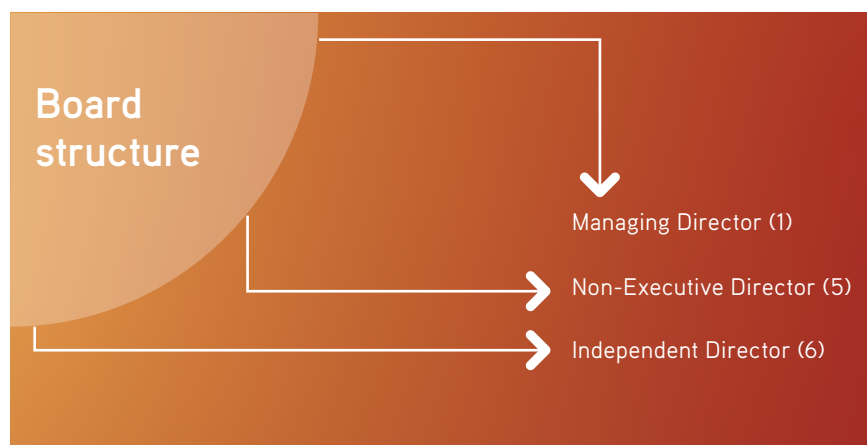 Board
structure
Managing Director (1)
Non-Executive Director (5)
Independent Director (6)